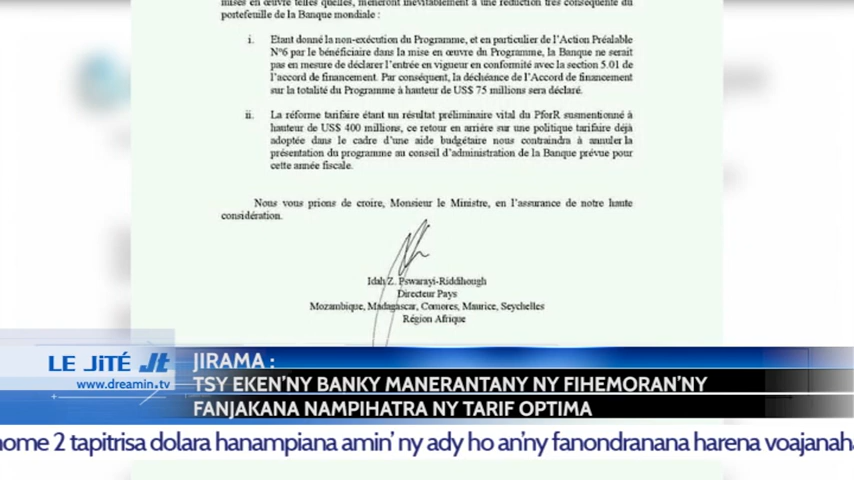 mises en œuvre telles quelles, mèneront inévitablement à une réduction très conséquente du
portefeuille de la Banque mondiale :
i. Etant donné la non-exécution du Programme, et en particulier de l'Action Préalable
N°6 par le bénéficiaire dans la mise en œuvre du Programme, la Banque ne serait
pas en mesure de déclarer l'entrée en vigueur en conformité avec la section 5.01 de
l'accord de financement. Par conséquent, la déchéance de l'Accord de financement
sur la totalité du Programme à hauteur de US$ 75 millions sera déclaré.
ii. La réforme tarifaire étant un résultat préliminaire vital du PforR susmentionné à
hauteur de US$ 400 millions, ce retour en arrière sur une politique tarifaire déjà
adoptée dans le cadre d'une aide budgétaire nous contraindra à annuler la
présentation du programme au conseil d'administration de la Banque prévue pour
cette année fiscale.
Nous vous prions de croire, Monsieur le Ministre, en l'assurance de notre haute
considération.
Idah Z. Pswarayi-Riddihough
Directeur Pays
Mozambique, Madagascar, Comores, Maurice, Seychelles
Région Afrique
LE JiTÉ Jt
www.dreamin.tv
JIRAMA :
TSY EKEN'NY BANKY MANERANTANY NY FIHEMORAN'NY
FANJAKANA NAMPIHATRA NY TARIF OPTIMA
nome 2 tapitrisa dolara hanampiana amin' ny ady ho an'ny fanondranana harena voajanaha